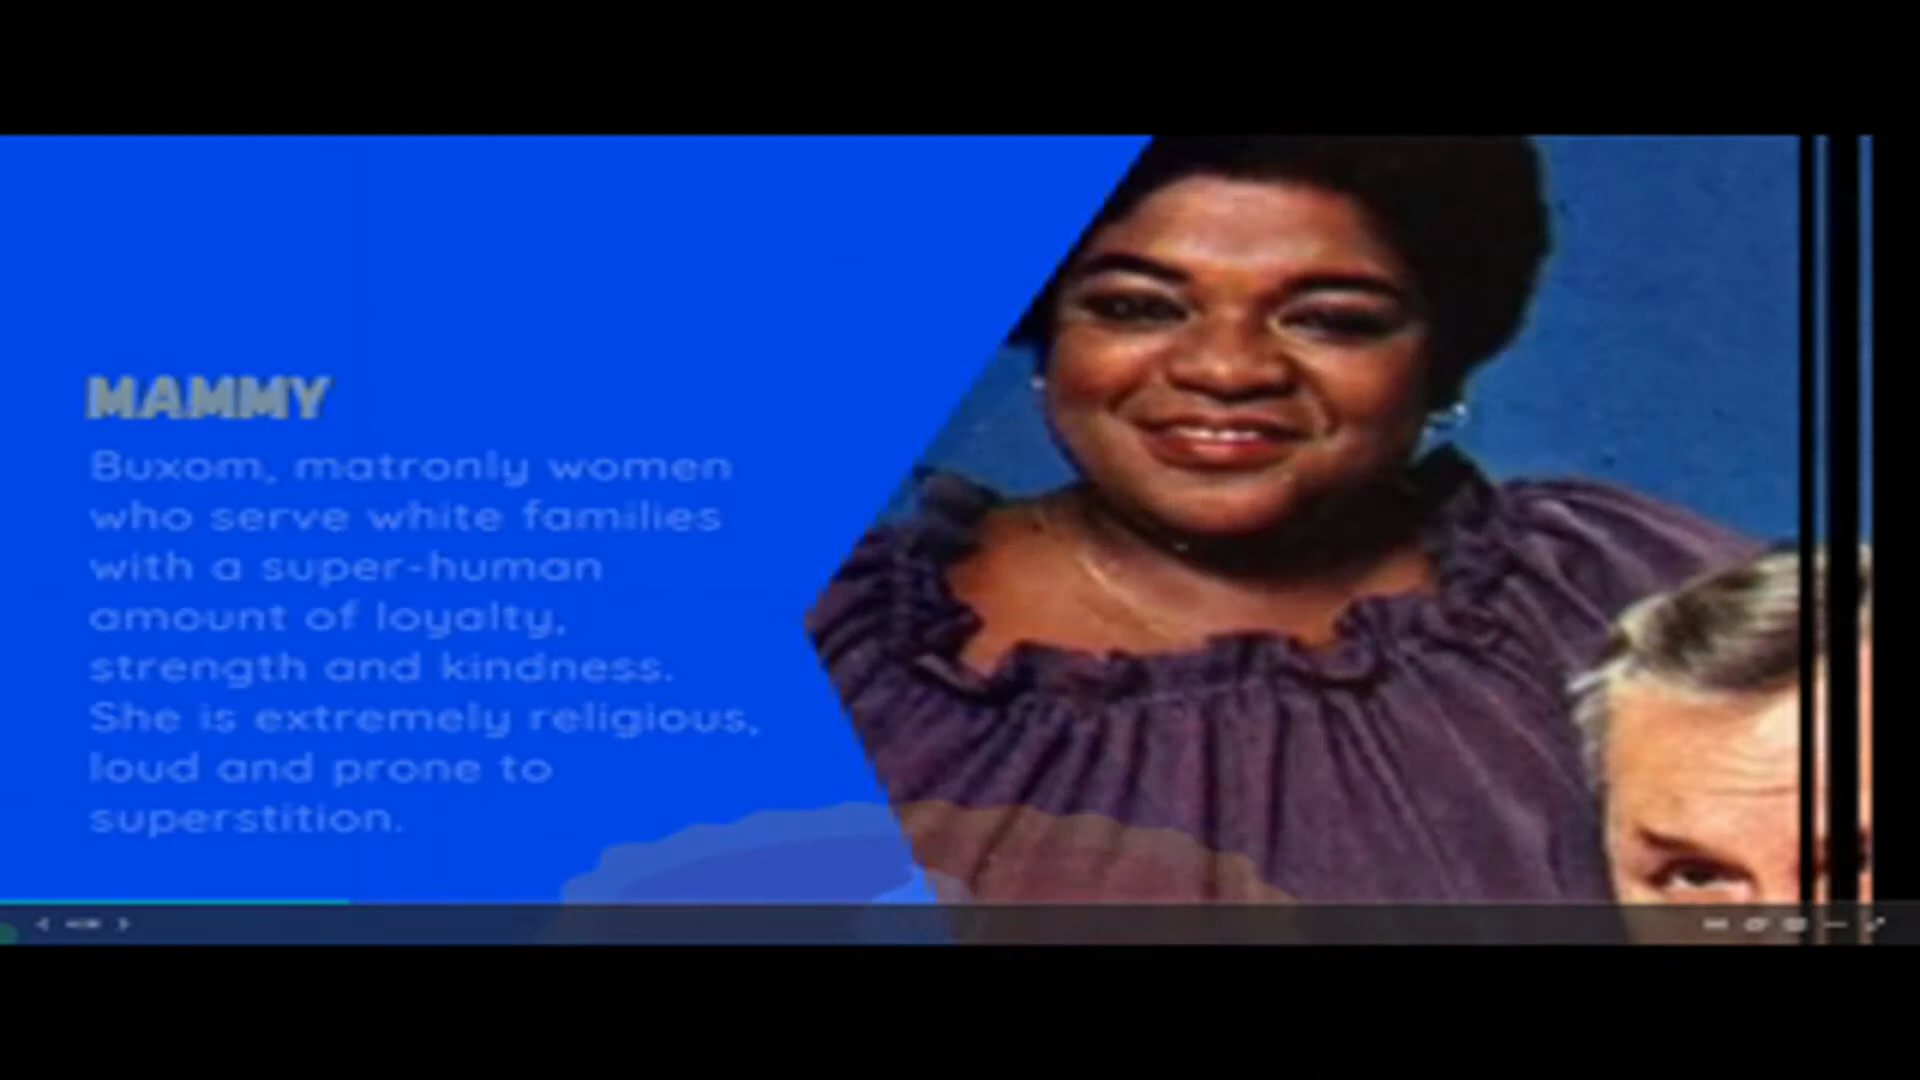 MAMMY
Buxom, matronly women
who serve white families
with a super-human
amount of loyalty,
strength and kindness.
She is extremely religious,
loud and prone to
superstition.